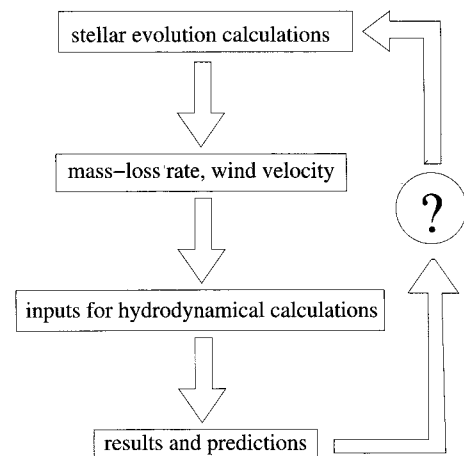 stellar evolution calculations
mass−loss rate, wind velocity
?
inputs for hydrodynamical calculations
results and predictions